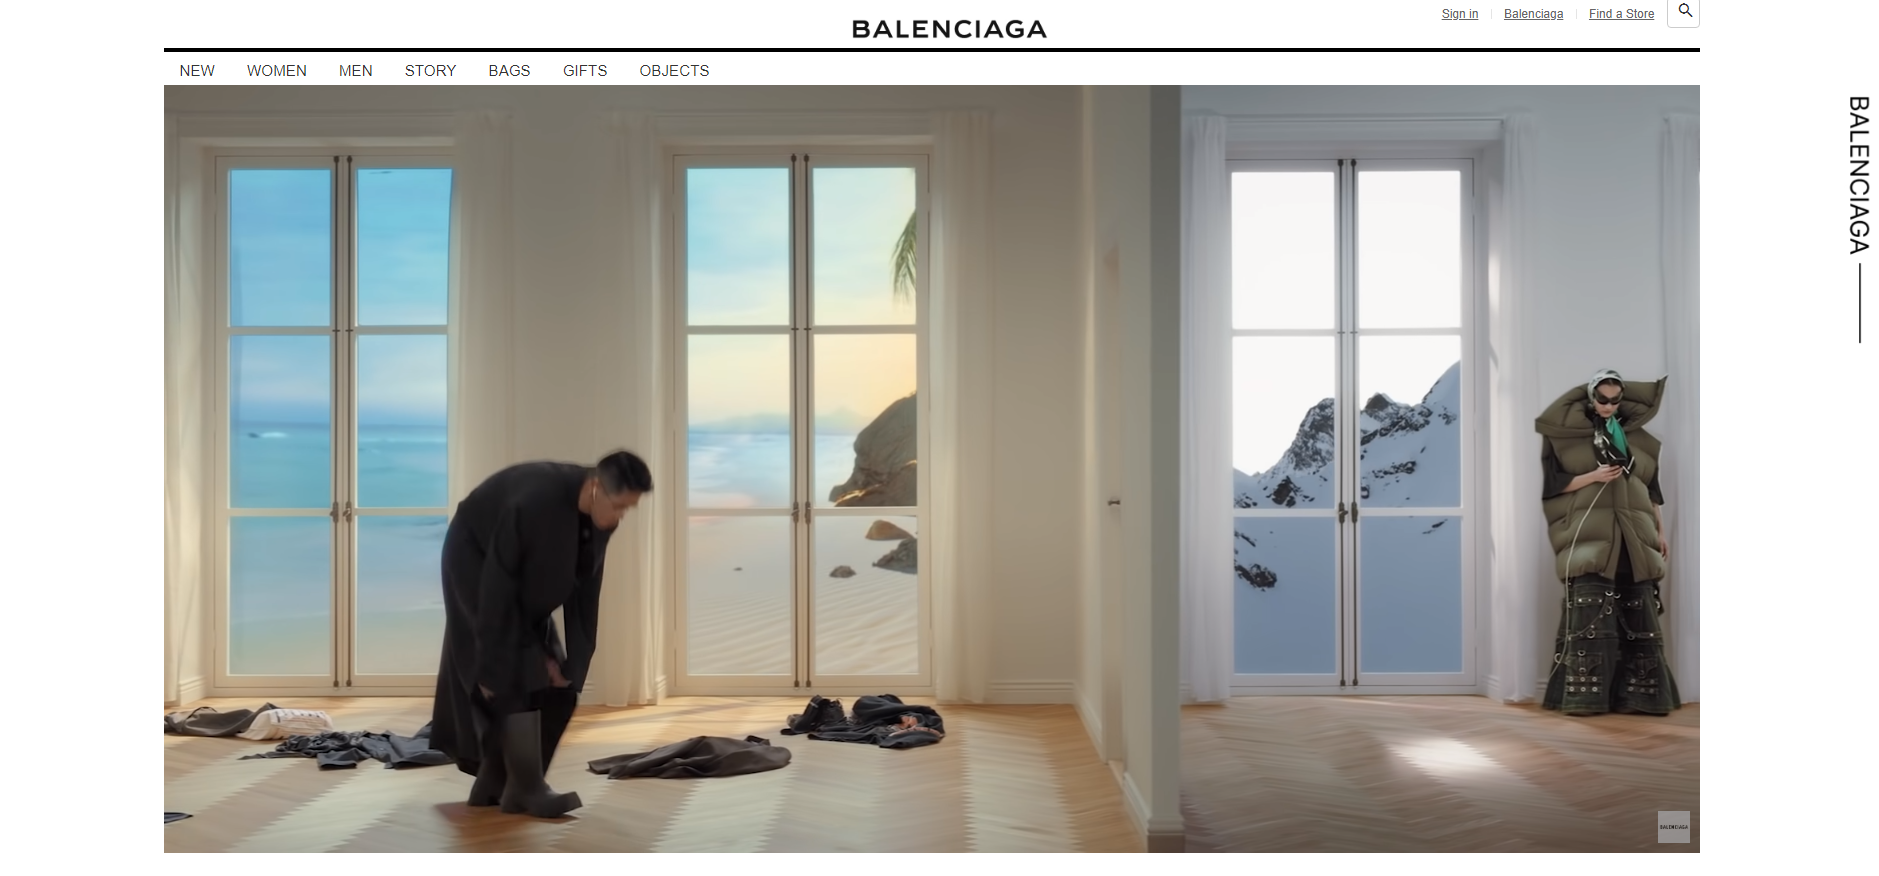 Sign in
Balenciaga
Find a Store
BALENCIAGA
NEW
WOMEN
MEN
STORY
BAGS
GIFTS
OBJECTS
BALENCIAGA
BALENCIAGA